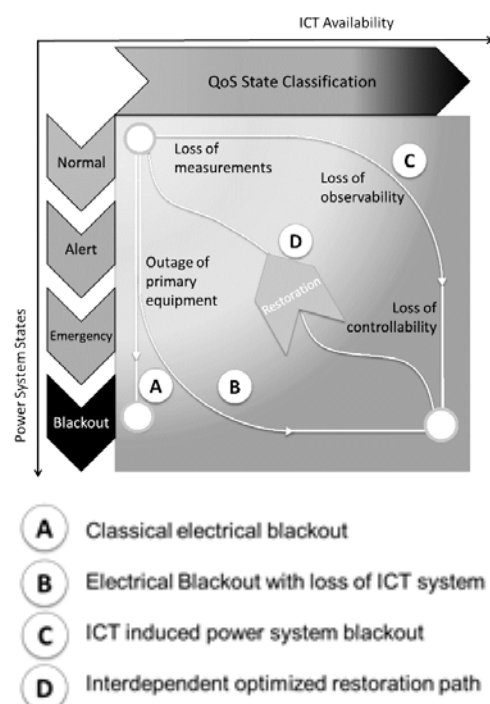 ICT Availability
QoS State Classification
Power System States
Normal
Alert
Emergency
Blackout
Loss of
measurements
C
Loss of
observability
D
Outage of
primary
equipment
Restoration
Loss of
controllability
A
B
A Classical electrical blackout
B Electrical Blackout with loss of ICT system
C ICT induced power system blackout
D Interdependent optimized restoration path